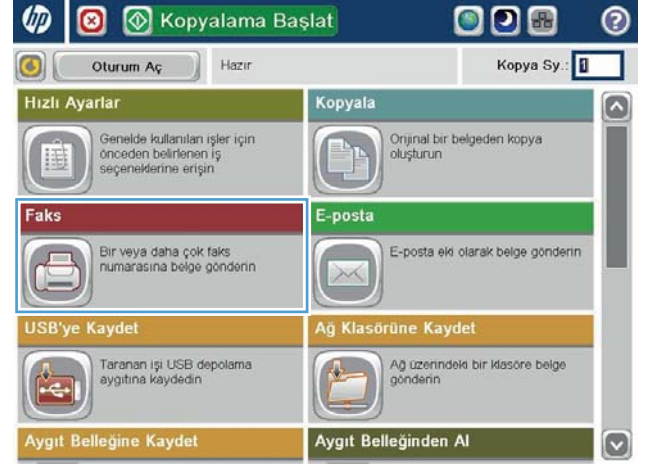 hp
Kopyalama Başlat
?
Oturum Aç
Hazır
Kopya Sy.: 1
Hızlı Ayarlar
Genelde kullanılan işler için
önceden belirlenen iş
seçeneklerine erişin
Kopyala
Orijinal bir belgeden kopya
oluşturun
Faks
Bir veya daha çok faks
numarasına belge gönderin
E-posta
E-posta eki olarak belge gönderin
USB'ye Kaydet
Taranan işi USB depolama
aygıtına kaydedin
Ağ Klasörüne Kaydet
Ağ üzerindeki bir klasöre belge
gönderin
Aygıt Belleğine Kaydet
Aygıt Belleğinden Al